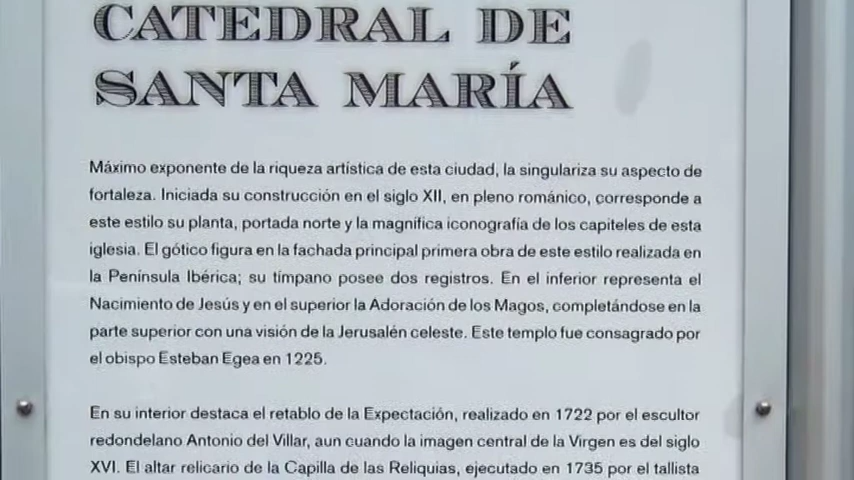 CATEDRAL DE
SANTA MARÍA
Máximo exponente de la riqueza artística de esta ciudad, la singulariza su aspecto de
fortaleza. Iniciada su construcción en el siglo XII, en pleno románico, corresponde a
este estilo su planta, portada norte y la magnífica iconografía de los capiteles de esta
iglesia. El gótico figura en la fachada principal primera obra de este estilo realizada en
la Península Ibérica; su tímpano posee dos registros. En el inferior representa el
Nacimiento de Jesús y en el superior la Adoración de los Magos, completándose en la
parte superior con una visión de la Jerusalén celeste. Este templo fue consagrado por
el obispo Esteban Egea en 1225.
En su interior destaca el retablo de la Expectación, realizado en 1722 por el escultor
redondelano Antonio del Villar, aun cuando la imagen central de la Virgen es del siglo
XVI. El altar relicario de la Capilla de las Reliquias, ejecutado en 1735 por el tallista